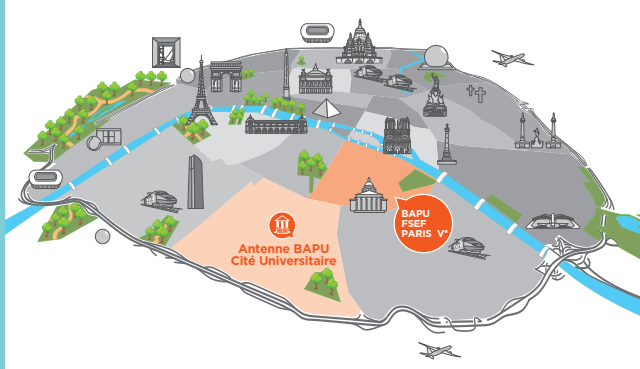 BAPU
FSEF
PARIS Ve
Antenne BAPU
Cité Universitaire